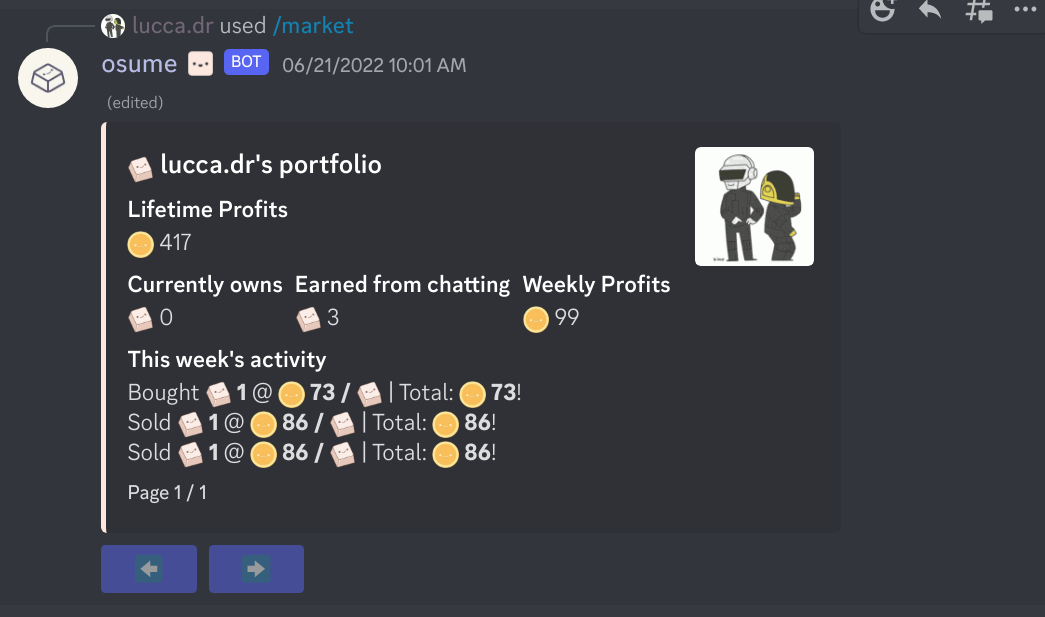 lucca.dr used /market
osume BOT 06/21/2022 10:01 AM
(edited)
lucca.dr's portfolio
Lifetime Profits
417
Currently owns Earned from chatting Weekly Profits
0 3 99
This week's activity
Bought 1 @ 73 / | Total: 73!
Sold 1 @ 86 / | Total: 86!
Sold 1 @ 86 / | Total: 86!
Page 1 / 1